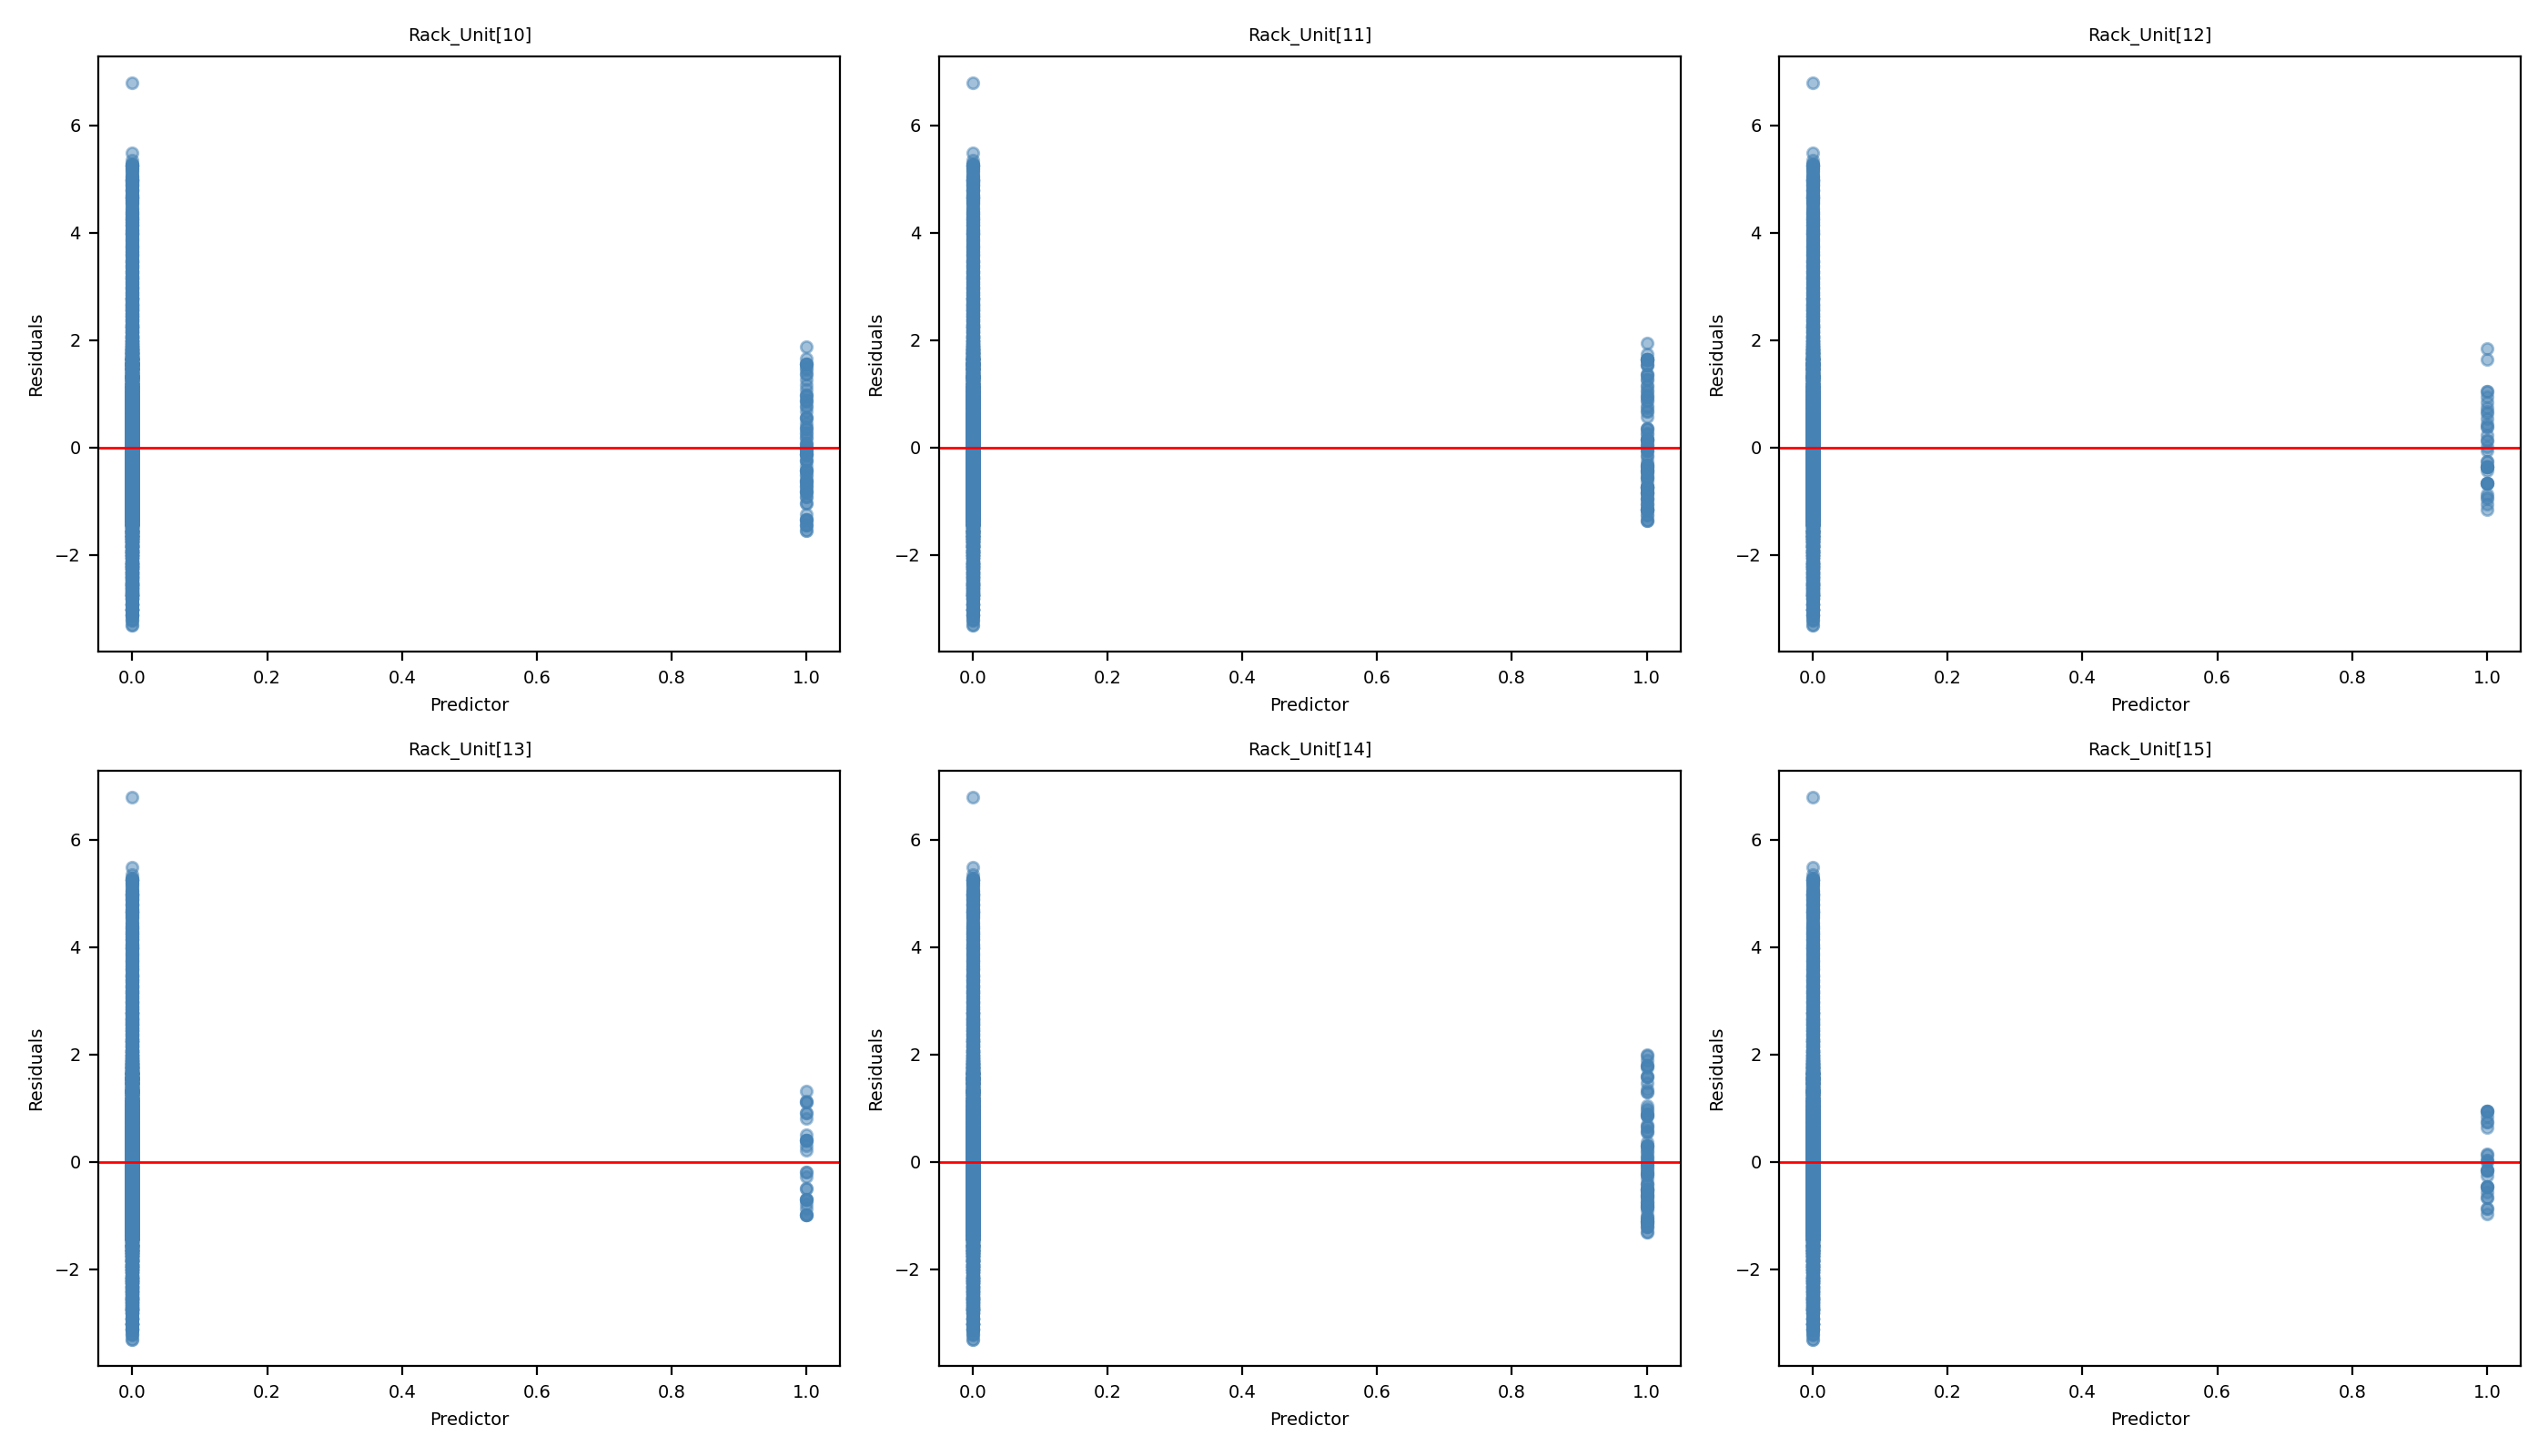 Rack_Unit[10]
Residuals
6
4
2
0
−2
0.0 0.2 0.4 0.6 0.8 1.0
Predictor
Rack_Unit[11]
Residuals
6
4
2
0
−2
0.0 0.2 0.4 0.6 0.8 1.0
Predictor
Rack_Unit[12]
Residuals
6
4
2
0
−2
0.0 0.2 0.4 0.6 0.8 1.0
Predictor
Rack_Unit[13]
Residuals
6
4
2
0
−2
0.0 0.2 0.4 0.6 0.8 1.0
Predictor
Rack_Unit[14]
Residuals
6
4
2
0
−2
0.0 0.2 0.4 0.6 0.8 1.0
Predictor
Rack_Unit[15]
Residuals
6
4
2
0
−2
0.0 0.2 0.4 0.6 0.8 1.0
Predictor